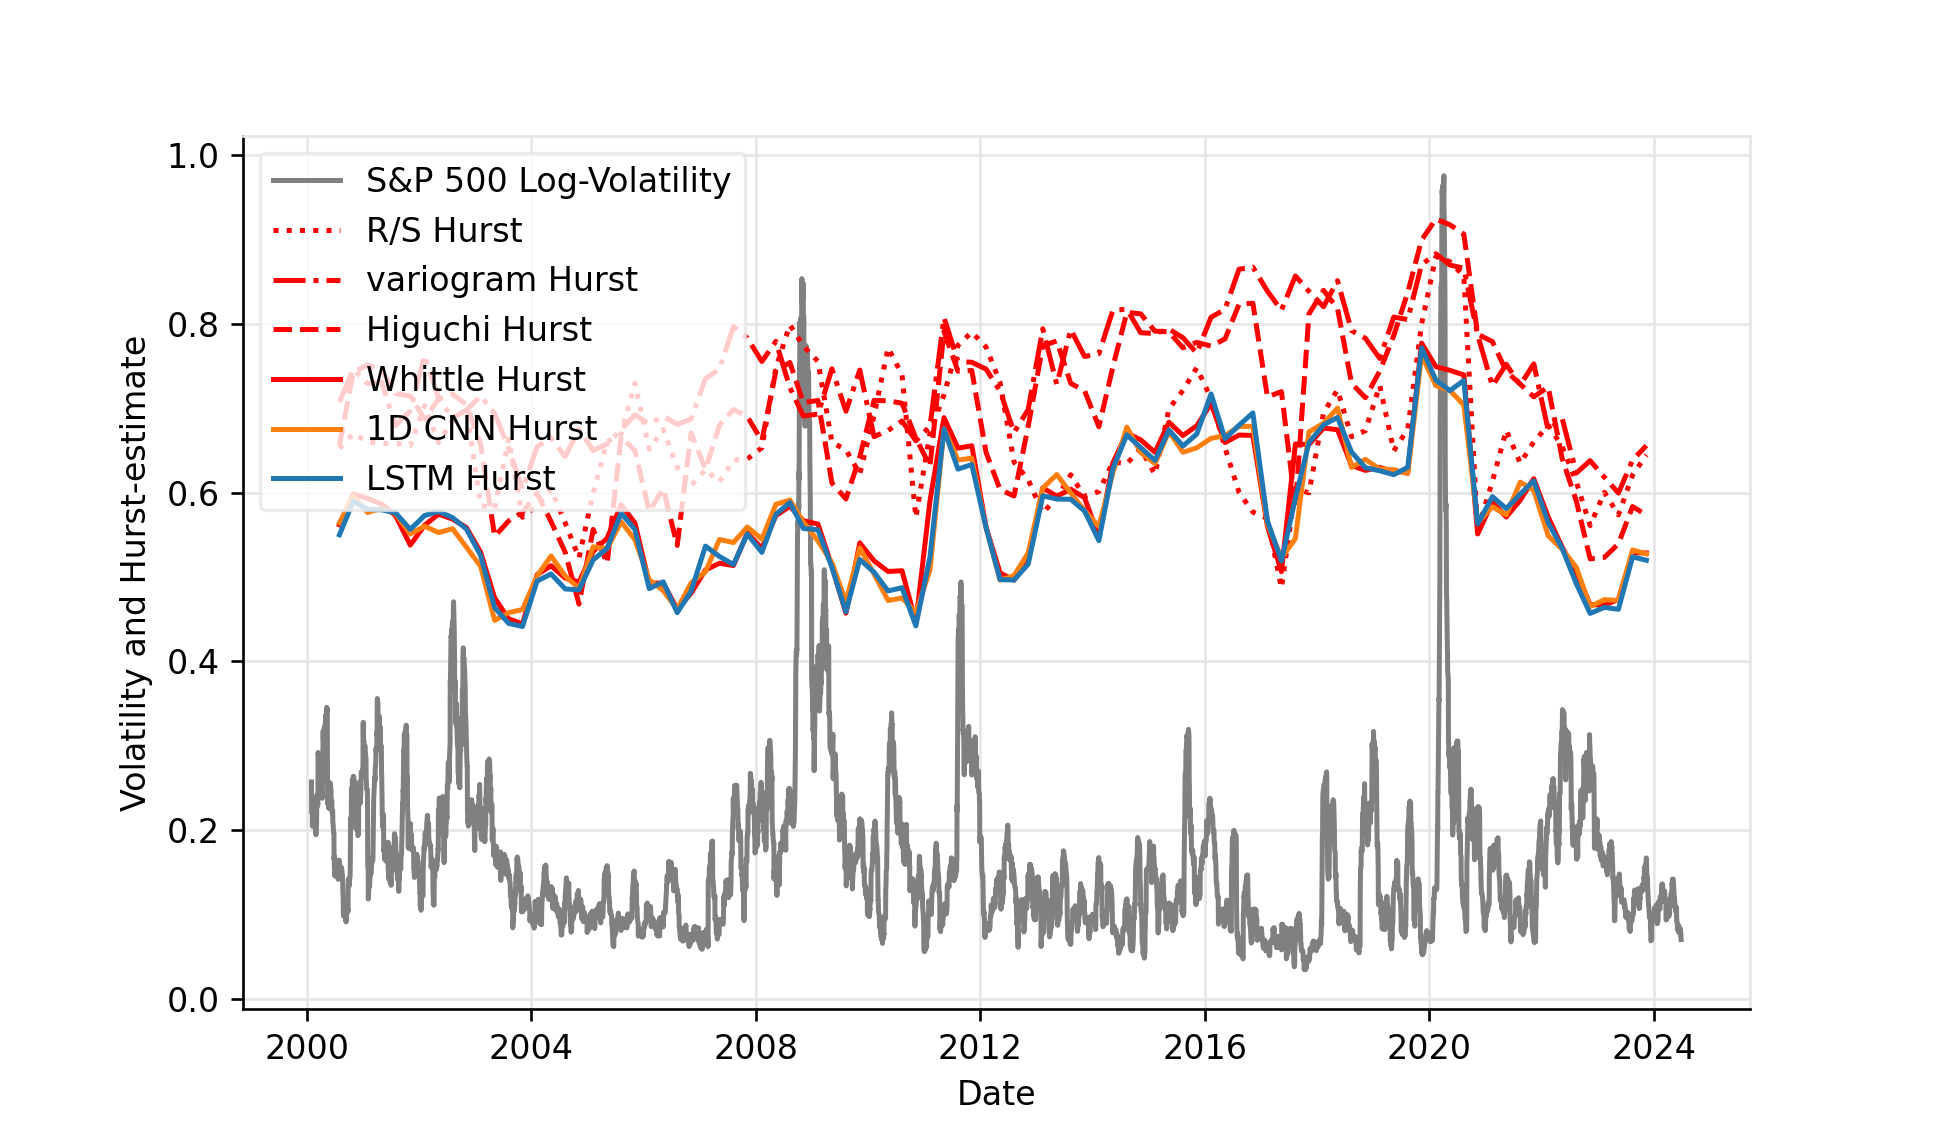 1.0
0.8
0.6
0.4
0.2
0.0
Volatility and Hurst-estimate
S&P 500 Log-Volatility
R/S Hurst
variogram Hurst
Higuchi Hurst
Whittle Hurst
1D CNN Hurst
LSTM Hurst
2000 2004 2008 2012 2016 2020 2024
Date